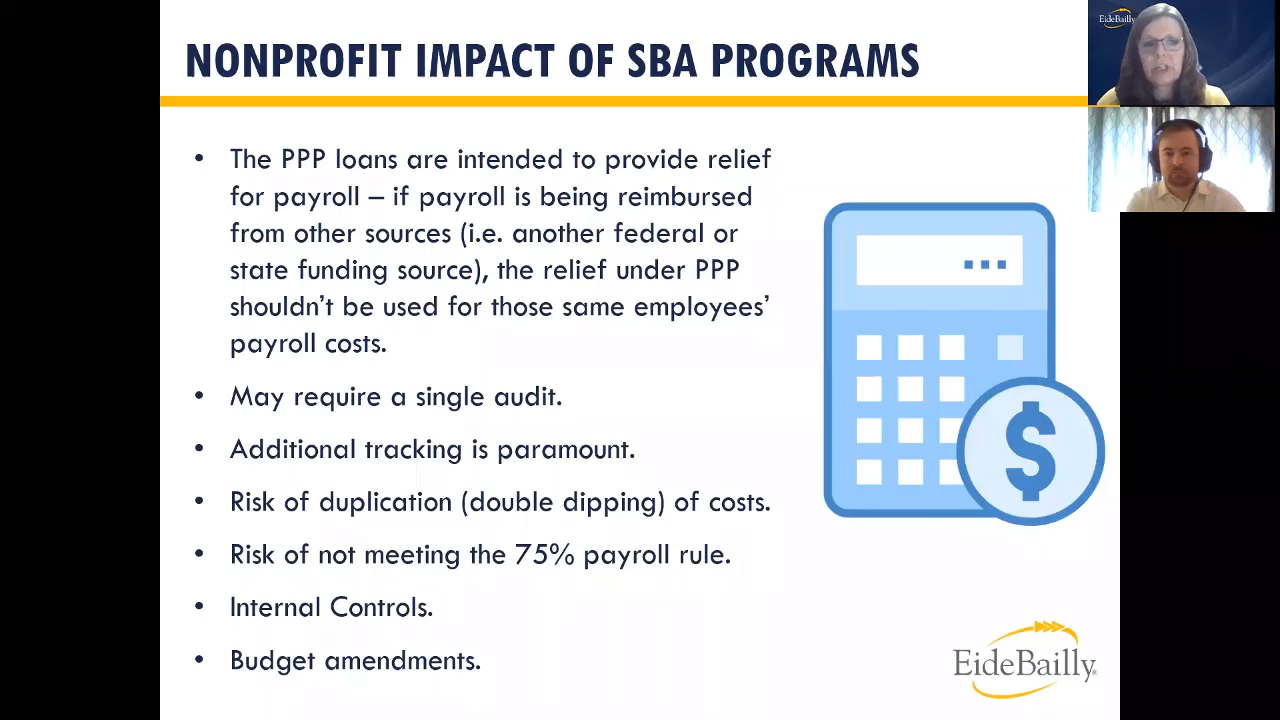 NONPROFIT IMPACT OF SBA PROGRAMS
EideBailly
• The PPP loans are intended to provide relief
for payroll – if payroll is being reimbursed
from other sources (i.e. another federal or
state funding source), the relief under PPP
shouldn’t be used for those same employees’
payroll costs.
• May require a single audit.
• Additional tracking is paramount.
• Risk of duplication (double dipping) of costs.
• Risk of not meeting the 75% payroll rule.
• Internal Controls.
• Budget amendments.
$
EideBailly®